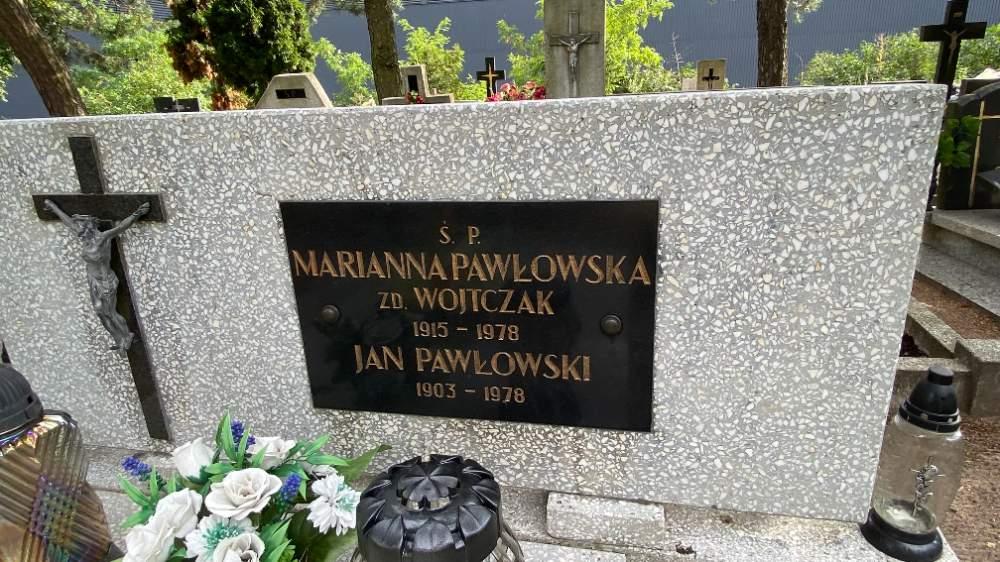 Ś. P.
MARIANNA PAWŁOWSKA
ZD. WOJTCZAK
1915 - 1978
JAN PAWŁOWSKI
1903 - 1978